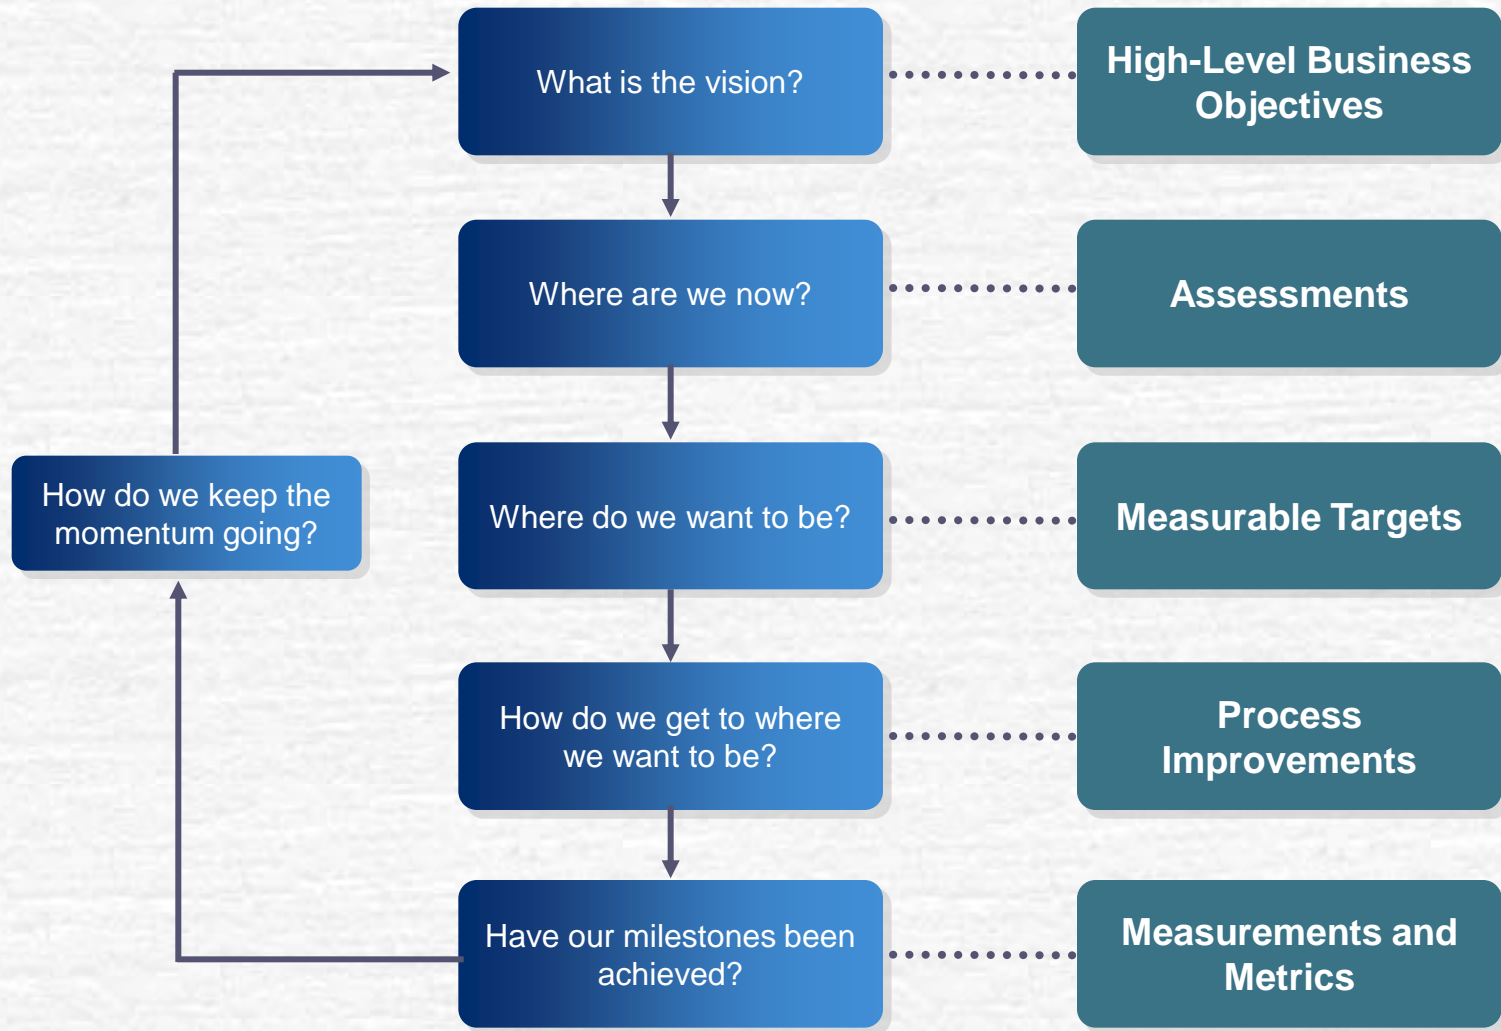 What is the vision?
High-Level Business
Objectives
Where are we now?
Assessments
How do we keep the
momentum going?
Where do we want to be?
Measurable Targets
How do we get to where
we want to be?
Process
Improvements
Have our milestones been
achieved?
Measurements and
Metrics